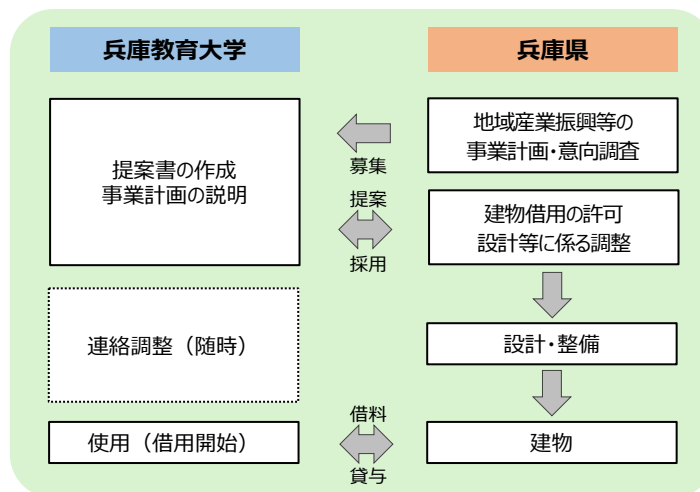 兵庫教育大学
兵庫県
提案書の作成
事業計画の説明
募集
地域産業振興等の
事業計画・意向調査
提案
採用
建物借用の許可
設計等に係る調整
連絡調整（随時）
設計・整備
使用（借用開始）
借料
貸与
建物